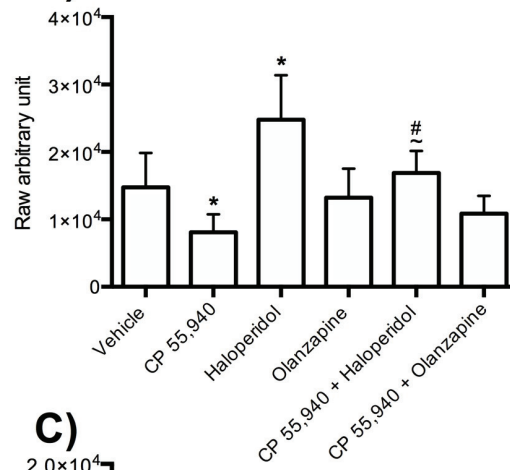 4×10⁴
3×10⁴
2×10⁴
1×10⁴
0
Raw arbitrary unit
*
*
#
~
Vehicle
CP 55,940
Haloperidol
Olanzapine
CP 55,940 + Haloperidol
CP 55,940 + Olanzapine
C)
2.0×10⁴